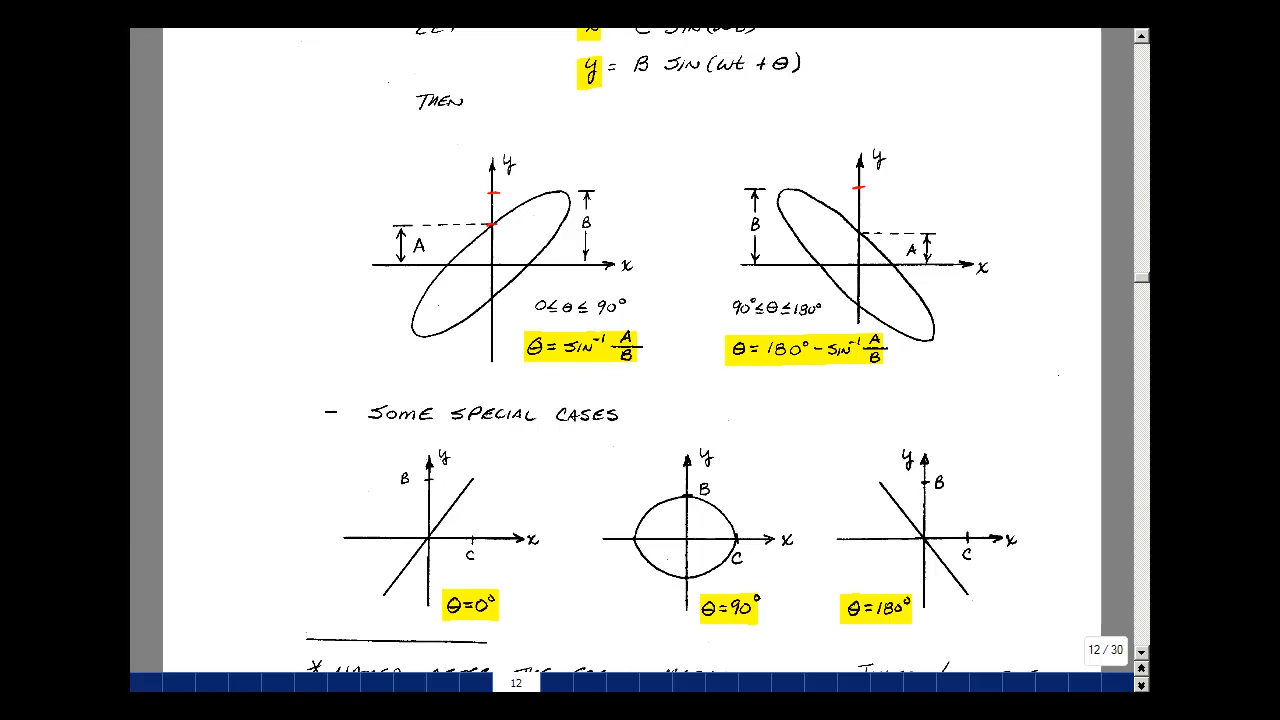 y = B SIN(ωt + θ)
THEN
y
y
B
B
A
A
x
x
0 ≤ θ ≤ 90°
90° ≤ θ ≤ 180°
θ = SIN⁻¹ A/B
θ = 180° - SIN⁻¹ A/B
- SOME SPECIAL CASES
y
y
y
B
B
B
x
x
x
C
C
C
θ = 0°
θ = 90°
θ = 180°
12 / 30
12